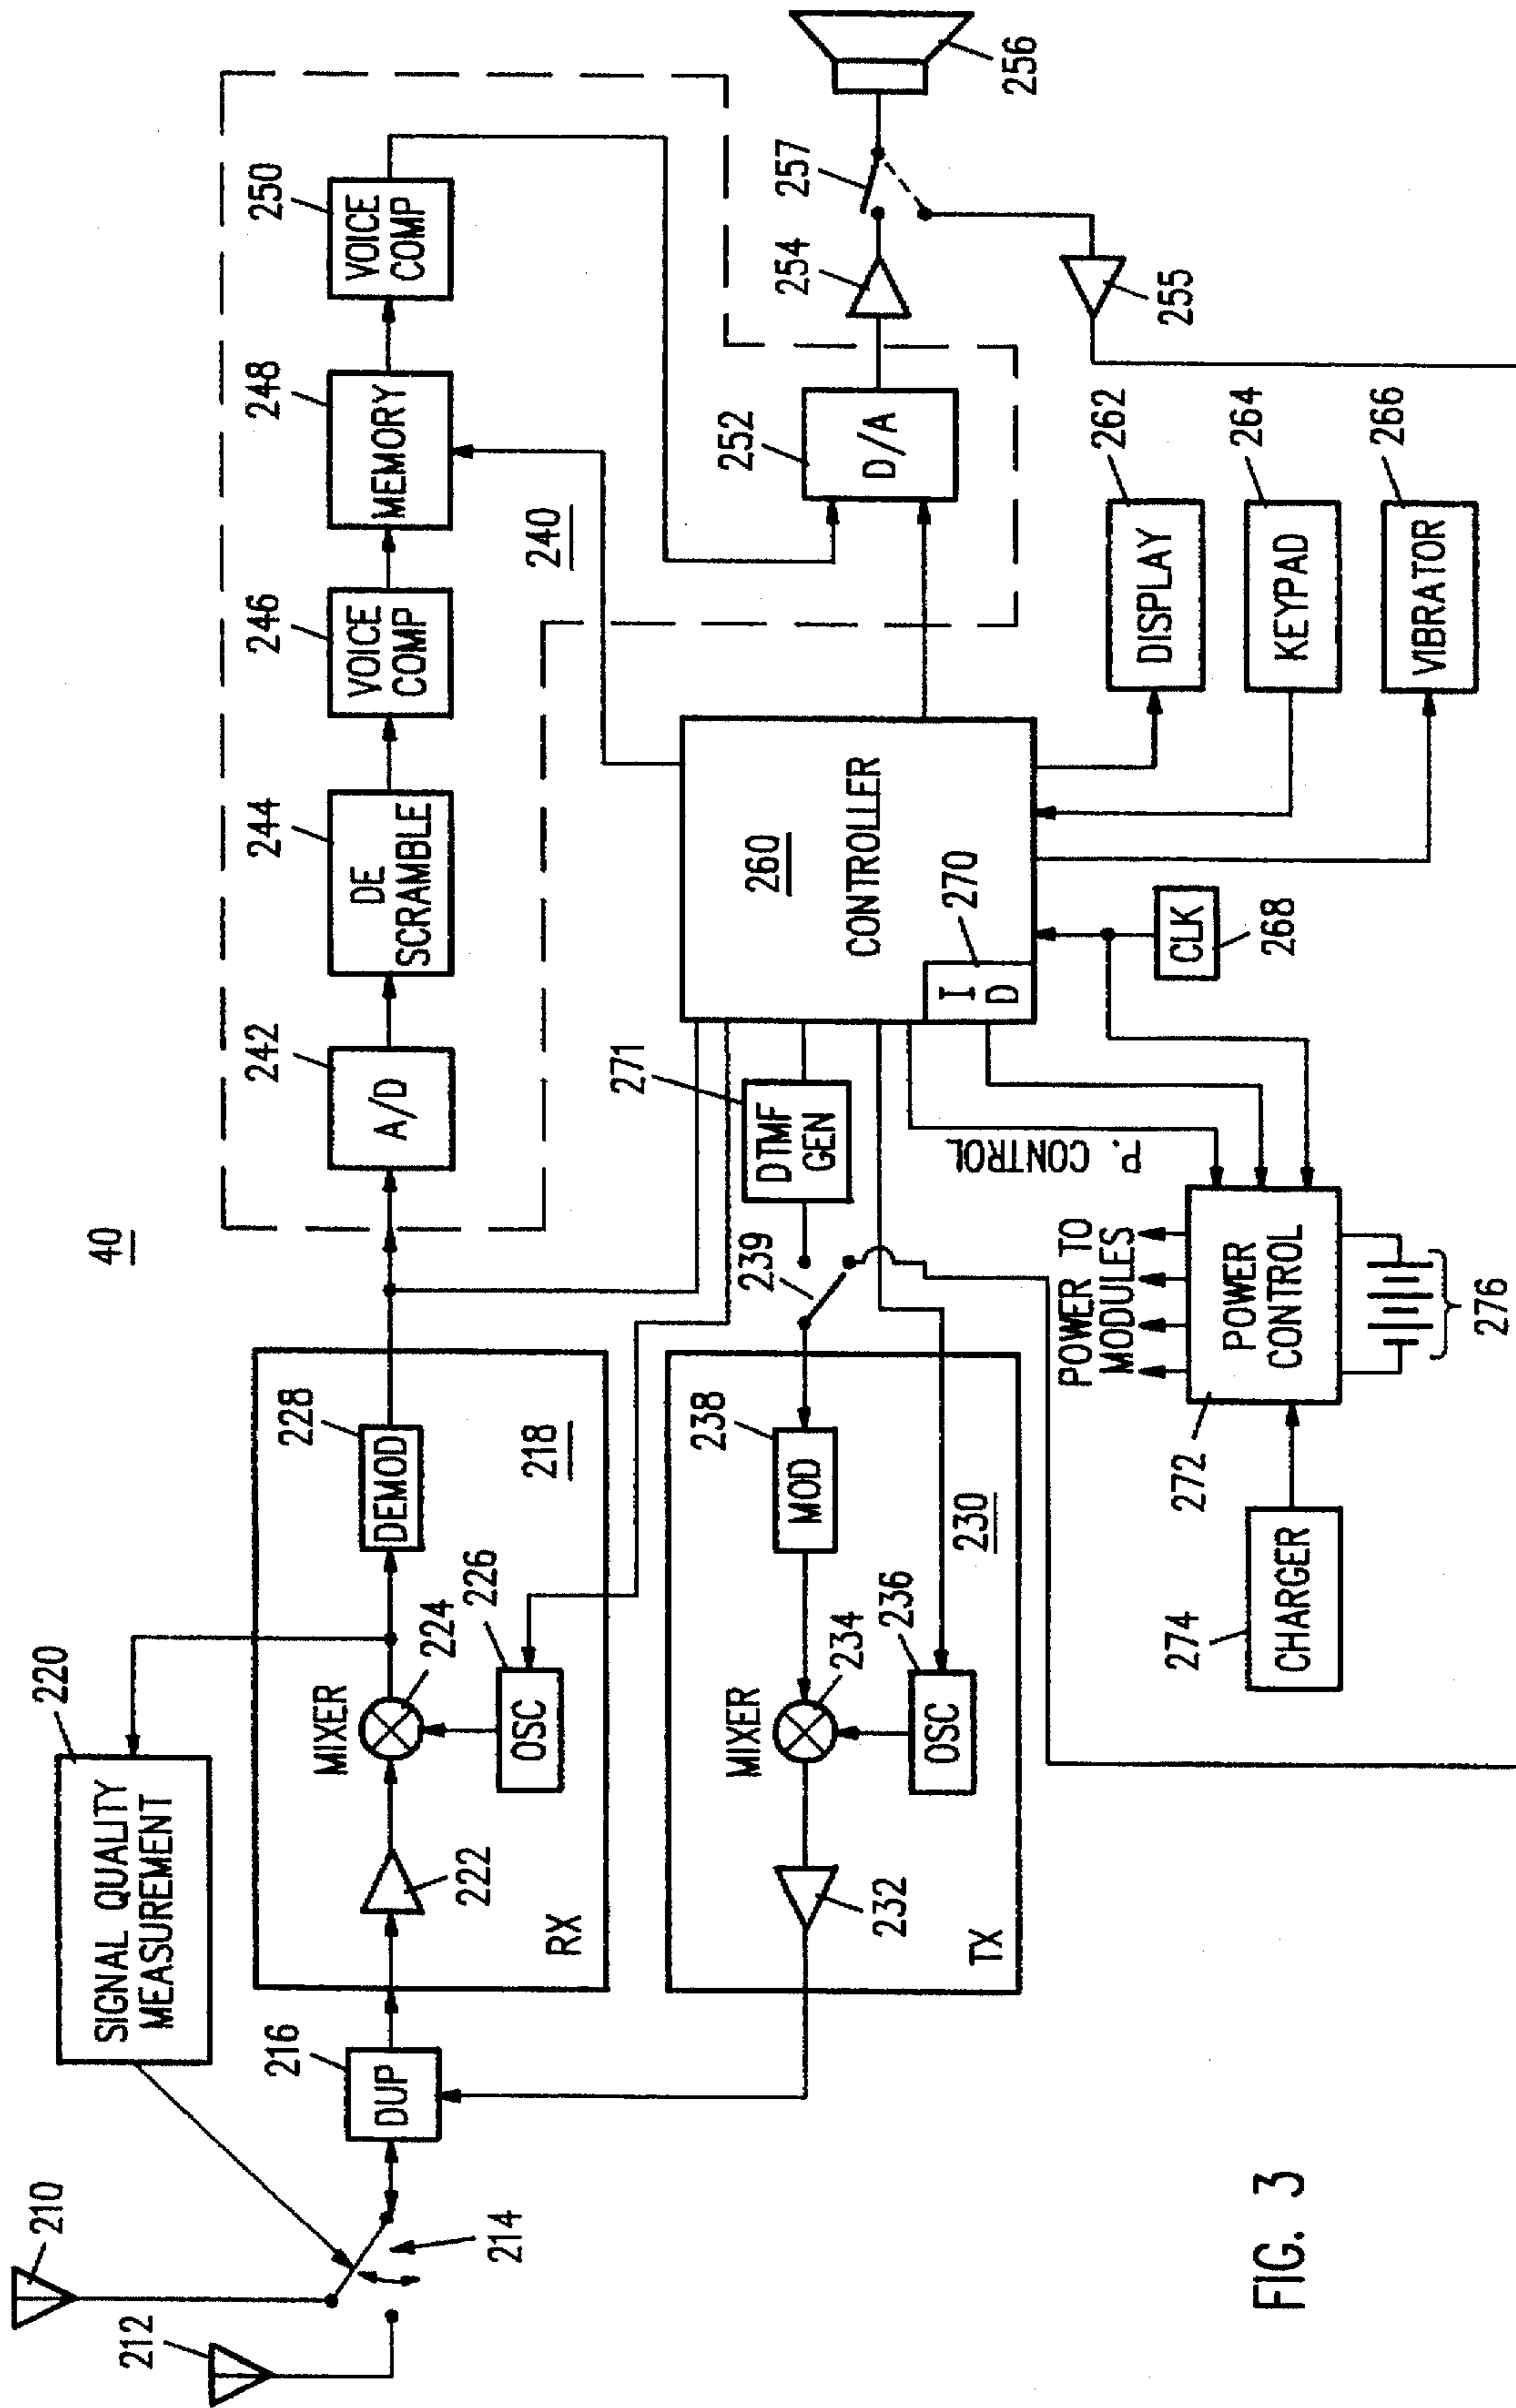 40
210
212
214
220
SIGNAL QUALITY
MEASUREMENT
216
DUP
222
MIXER
224
226
OSC
228
DEMOD
218
RX
242
A/D
244
DE
SCRAMBLE
246
VOICE
COMP
248
MEMORY
250
VOICE
COMP
240
252
D/A
254
257
256
255
232
MIXER
234
236
OSC
238
MOD
230
TX
239
271
DTMF
GEN
260
CONTROLLER
270
I
D
262
DISPLAY
264
KEYPAD
266
VIBRATOR
CLK
268
P. CONTROL
POWER TO
MODULES
272
POWER
CONTROL
274
CHARGER
276
FIG. 3